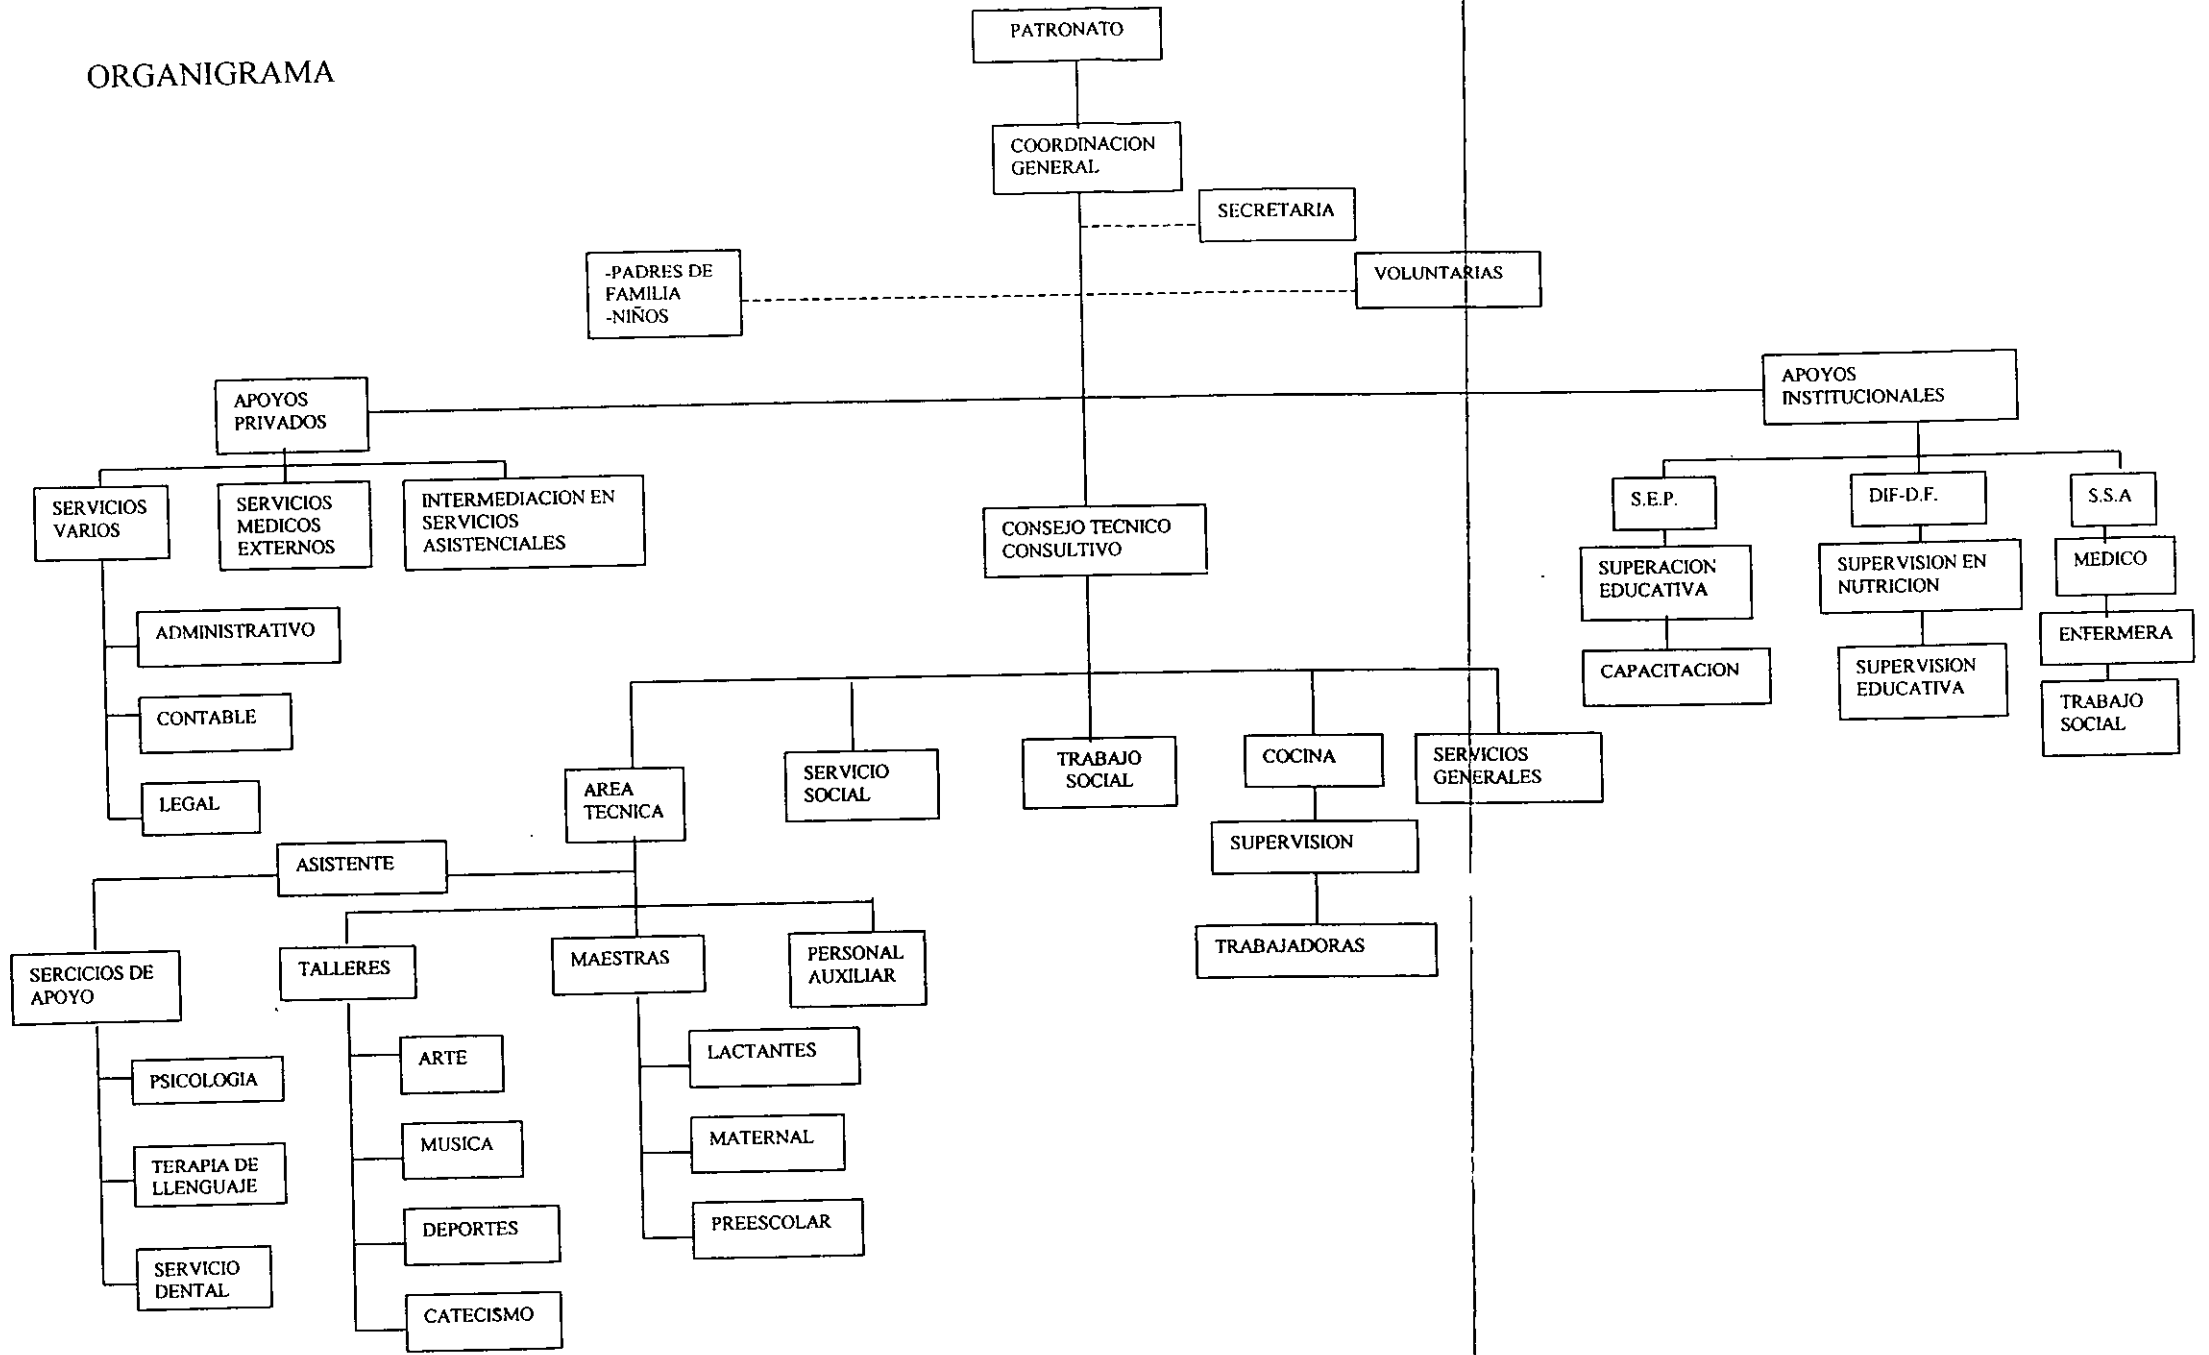 PATRONATO
ORGANIGRAMA
COORDINACION
GENERAL
SECRETARIA
-PADRES DE
FAMILIA
-NIÑOS
VOLUNTARIAS
APOYOS
PRIVADOS
APOYOS
INSTITUCIONALES
SERVICIOS
VARIOS
SERVICIOS
MEDICOS
EXTERNOS
INTERMEDIACION EN
SERVICIOS
ASISTENCIALES
CONSEJO TECNICO
CONSULTIVO
S.E.P.
DIF-D.F.
S.S.A
SUPERACION
EDUCATIVA
SUPERVISION EN
NUTRICION
MEDICO
ADMINISTRATIVO
ENFERMERA
CAPACITACION
SUPERVISION
EDUCATIVA
TRABAJO
SOCIAL
CONTABLE
LEGAL
AREA
TECNICA
SERVICIO
SOCIAL
TRABAJO
SOCIAL
COCINA
SERVICIOS
GENERALES
SUPERVISION
ASISTENTE
TRABAJADORAS
SERCICIOS DE
APOYO
TALLERES
MAESTRAS
PERSONAL
AUXILIAR
PSICOLOGIA
TERAPIA DE
LLENGUAJE
SERVICIO
DENTAL
ARTE
MUSICA
DEPORTES
CATECISMO
LACTANTES
MATERNAL
PREESCOLAR